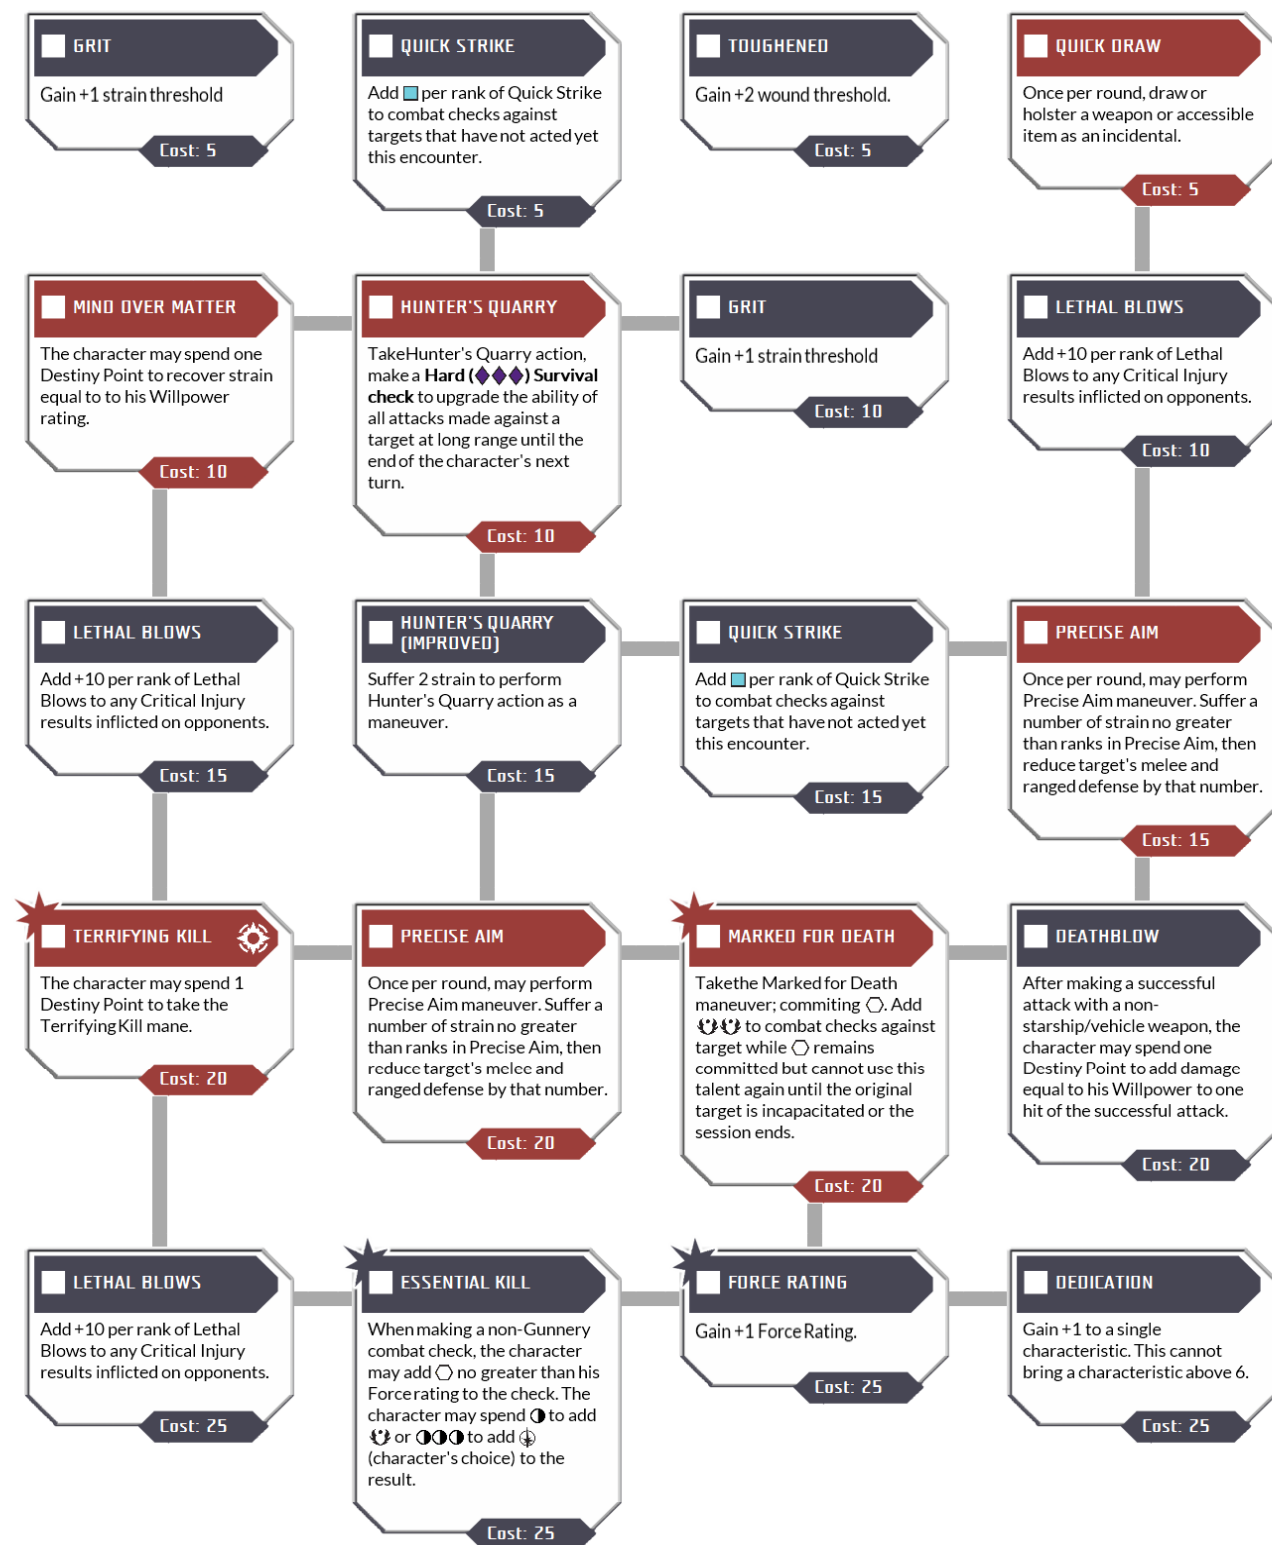 GRIT
Gain +1 strain threshold
Cost: 5
QUICK STRIKE
Add per rank of Quick Strike
to combat checks against
targets that have not acted yet
this encounter.
Cost: 5
TOUGHENED
Gain +2 wound threshold.
Cost: 5
QUICK DRAW
Once per round, draw or
holster a weapon or accessible
item as an incidental.
Cost: 5
MIND OVER MATTER
The character may spend one
Destiny Point to recover strain
equal to to his Willpower
rating.
Cost: 10
HUNTER'S QUARRY
TakeHunter's Quarry action,
make a Hard (◆◆◆) Survival
check to upgrade the ability of
all attacks made against a
target at long range until the
end of the character's next
turn.
Cost: 10
GRIT
Gain +1 strain threshold
Cost: 10
LETHAL BLOWS
Add +10 per rank of Lethal
Blows to any Critical Injury
results inflicted on opponents.
Cost: 10
LETHAL BLOWS
Add +10 per rank of Lethal
Blows to any Critical Injury
results inflicted on opponents.
Cost: 15
HUNTER'S QUARRY
(IMPROVED)
Suffer 2 strain to perform
Hunter's Quarry action as a
maneuver.
Cost: 15
QUICK STRIKE
Add per rank of Quick Strike
to combat checks against
targets that have not acted yet
this encounter.
Cost: 15
PRECISE AIM
Once per round, may perform
Precise Aim maneuver. Suffer a
number of strain no greater
than ranks in Precise Aim, then
reduce target's melee and
ranged defense by that number.
Cost: 15
TERRIFYING KILL
The character may spend 1
Destiny Point to take the
Terrifying Kill mane.
Cost: 20
PRECISE AIM
Once per round, may perform
Precise Aim maneuver. Suffer a
number of strain no greater
than ranks in Precise Aim, then
reduce target's melee and
ranged defense by that number.
Cost: 20
MARKED FOR DEATH
Takethe Marked for Death
maneuver; commiting . Add
to combat checks against
target while remains
committed but cannot use this
talent again until the original
target is incapacitated or the
session ends.
Cost: 20
DEATHBLOW
After making a successful
attack with a non-
starship/vehicle weapon, the
character may spend one
Destiny Point to add damage
equal to his Willpower to one
hit of the successful attack.
Cost: 20
LETHAL BLOWS
Add +10 per rank of Lethal
Blows to any Critical Injury
results inflicted on opponents.
Cost: 25
ESSENTIAL KILL
When making a non-Gunnery
combat check, the character
may add no greater than his
Force rating to the check. The
character may spend to add
or to add
(character's choice) to the
result.
Cost: 25
FORCE RATING
Gain +1 Force Rating.
Cost: 25
DEDICATION
Gain +1 to a single
characteristic. This cannot
bring a characteristic above 6.
Cost: 25